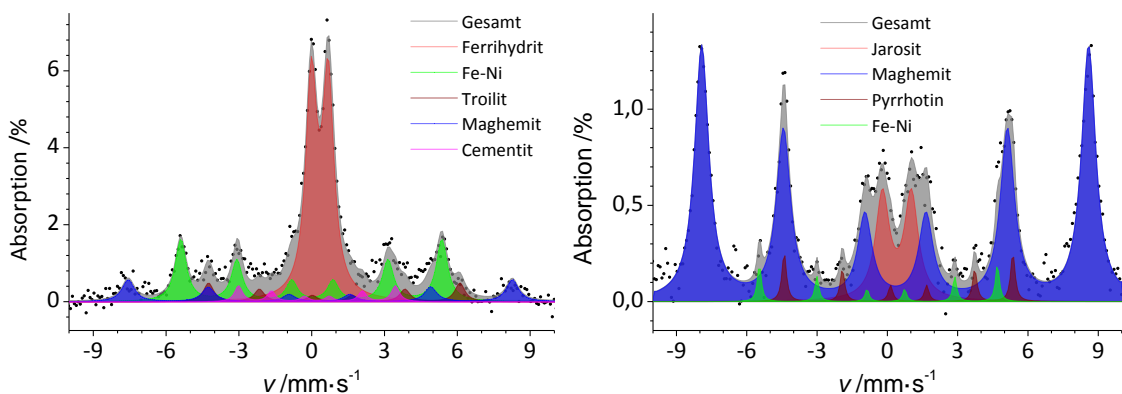 Absorption /%
6
4
2
0
-9 -6 -3 0 3 6 9
v /mm·s⁻¹
Gesamt
Ferrihydrit
Fe-Ni
Troilit
Maghemit
Cementit
Absorption /%
1,0
0,5
0,0
-9 -6 -3 0 3 6 9
v /mm·s⁻¹
Gesamt
Jarosit
Maghemit
Pyrrhotin
Fe-Ni